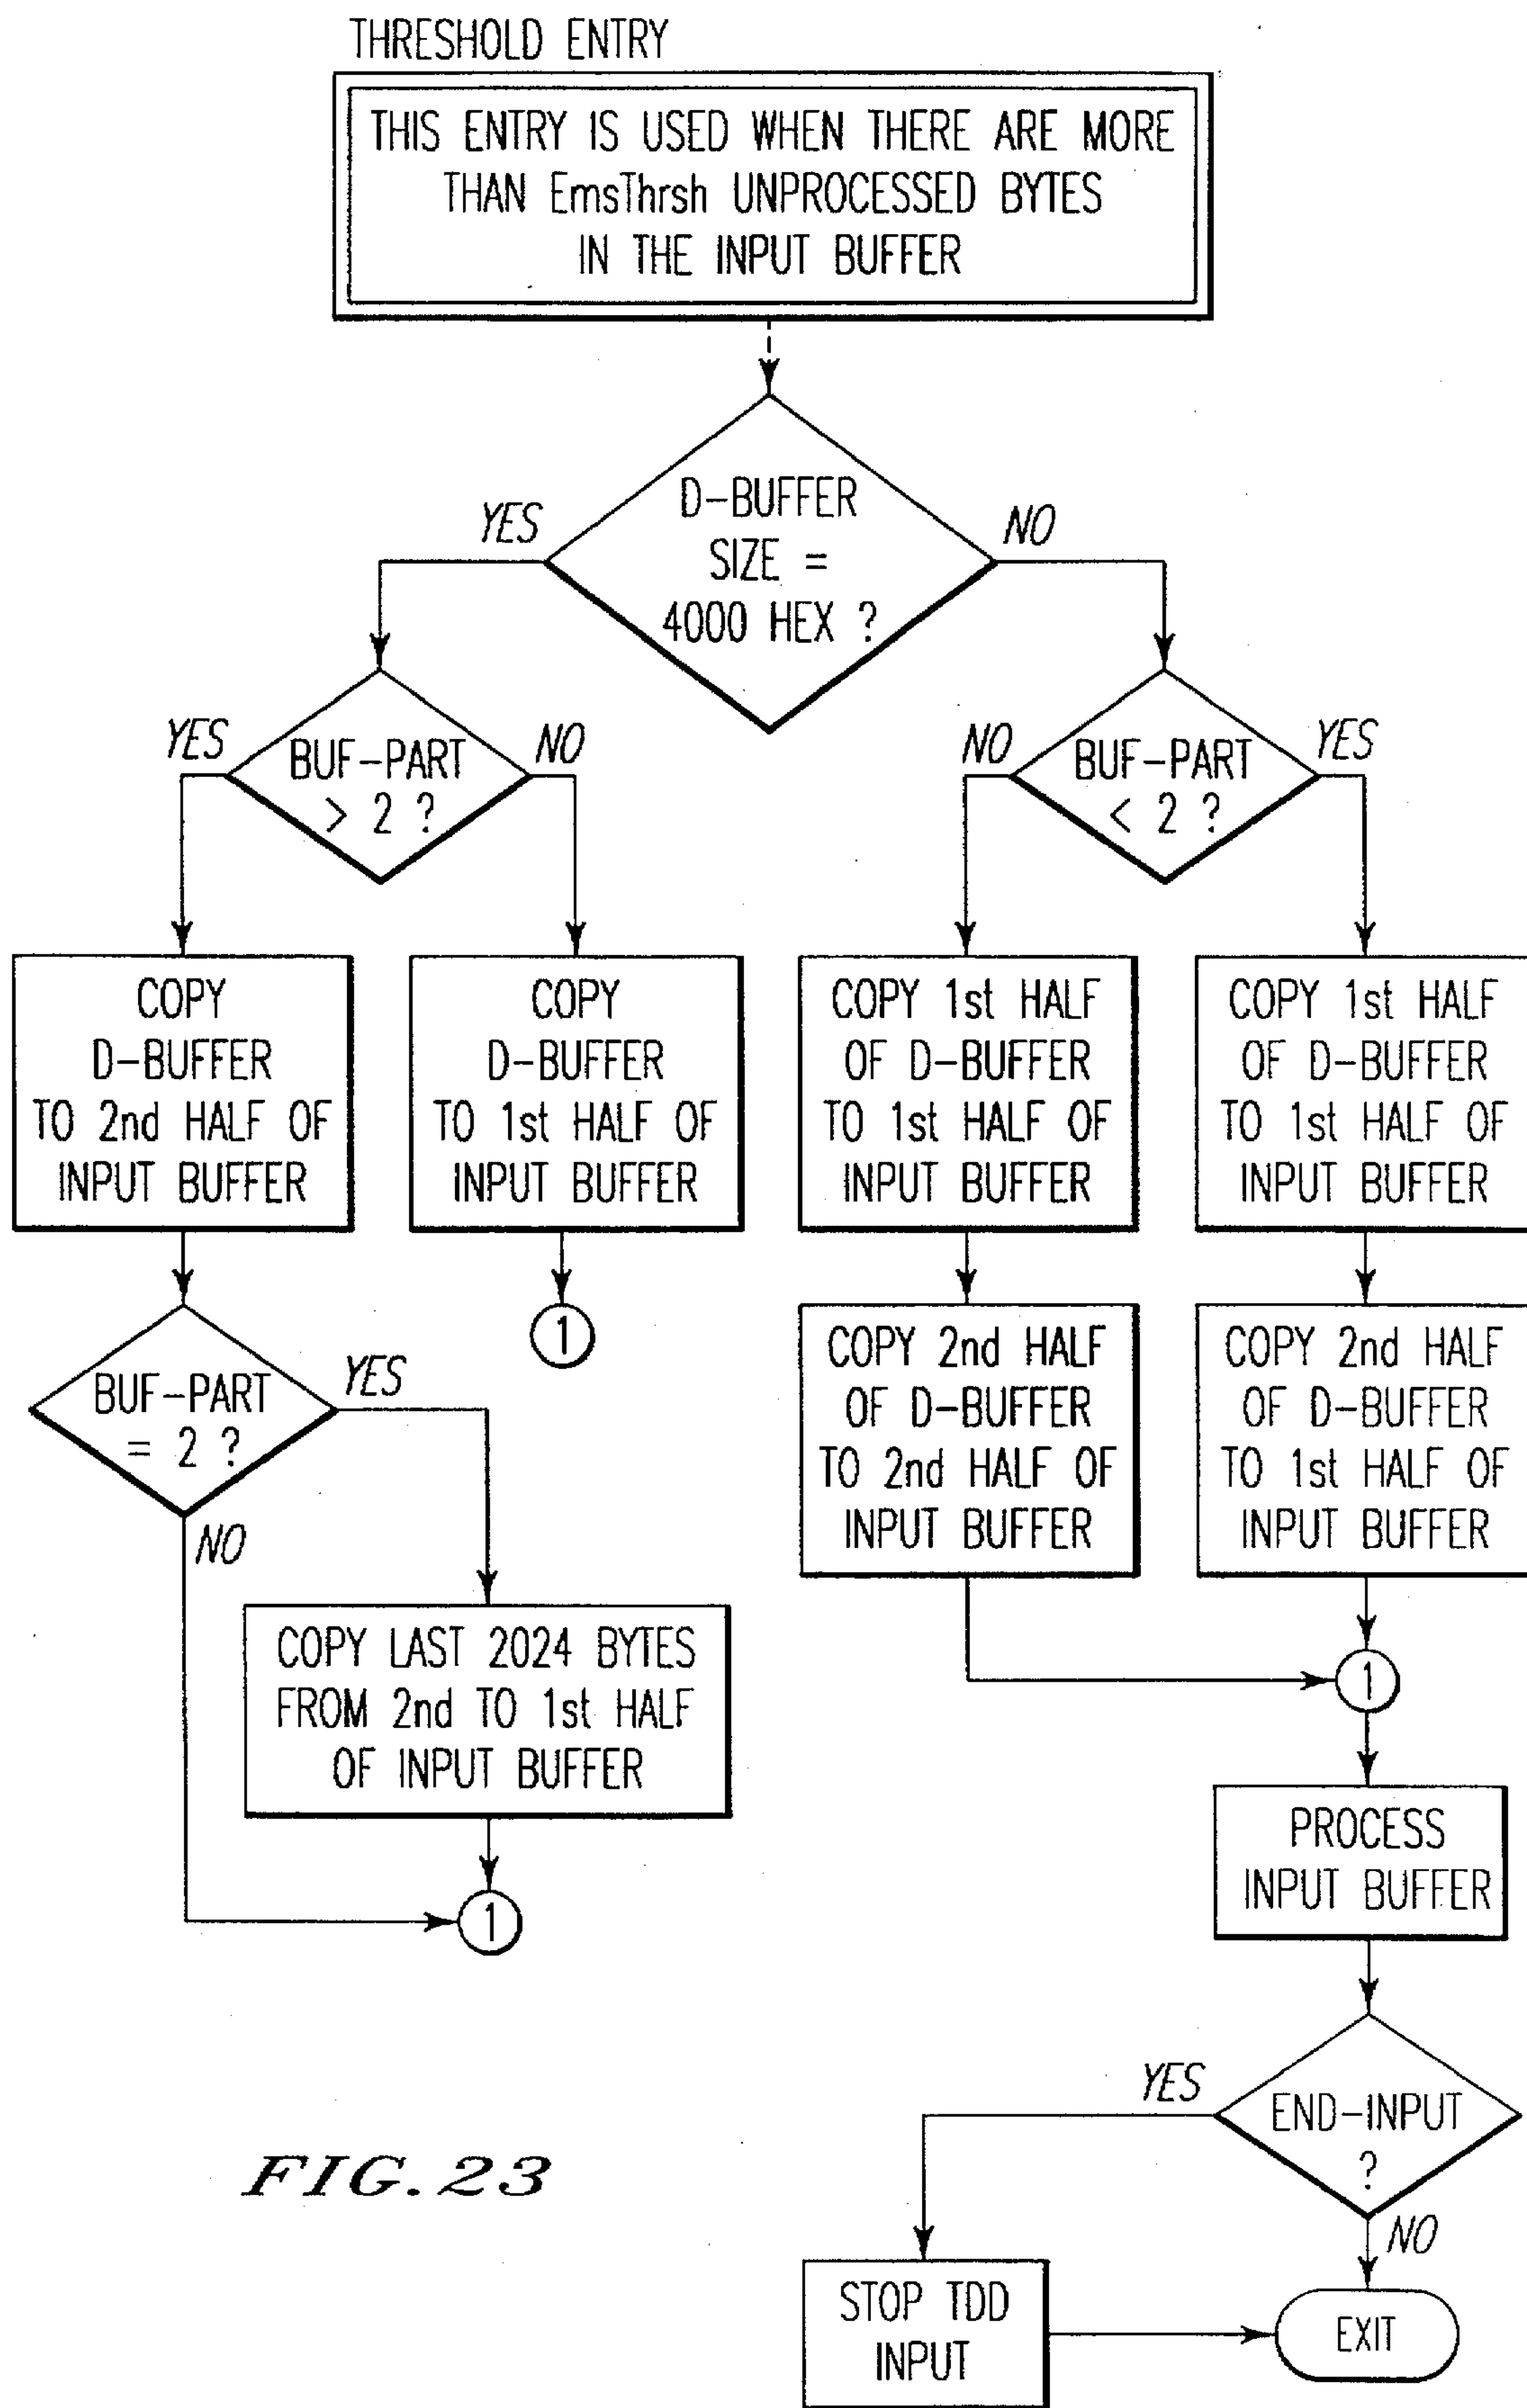 THRESHOLD ENTRY
THIS ENTRY IS USED WHEN THERE ARE MORE
THAN EmsThrsh UNPROCESSED BYTES
IN THE INPUT BUFFER
D-BUFFER
SIZE =
4000 HEX ?
YES
NO
BUF-PART
> 2 ?
YES
NO
BUF-PART
< 2 ?
NO
YES
COPY
D-BUFFER
TO 2nd HALF OF
INPUT BUFFER
COPY
D-BUFFER
TO 1st HALF OF
INPUT BUFFER
COPY 1st HALF
OF D-BUFFER
TO 1st HALF OF
INPUT BUFFER
COPY 1st HALF
OF D-BUFFER
TO 1st HALF OF
INPUT BUFFER
1
BUF-PART
= 2 ?
YES
NO
COPY 2nd HALF
OF D-BUFFER
TO 2nd HALF OF
INPUT BUFFER
COPY 2nd HALF
OF D-BUFFER
TO 1st HALF OF
INPUT BUFFER
COPY LAST 2024 BYTES
FROM 2nd TO 1st HALF
OF INPUT BUFFER
1
1
PROCESS
INPUT BUFFER
END-INPUT
?
YES
NO
STOP TDD
INPUT
EXIT
FIG. 23